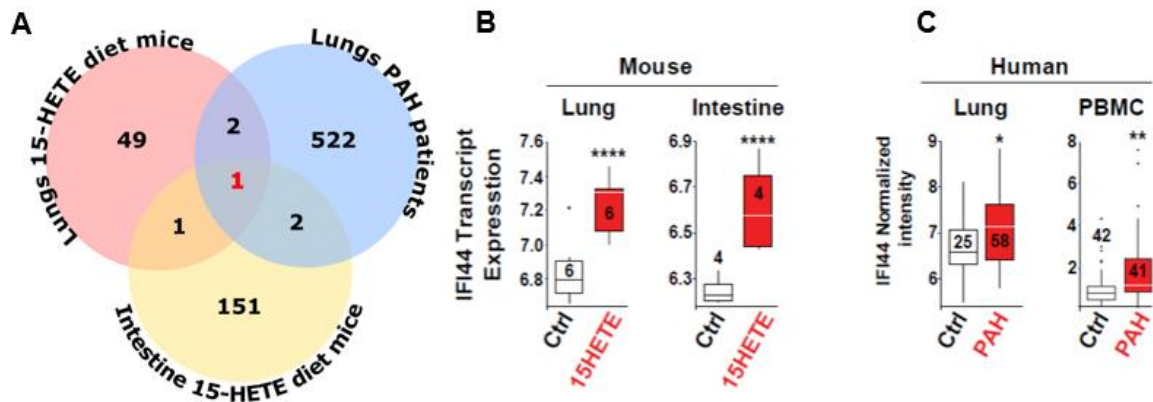 A
Lungs 15-HETE diet mice
Lungs PAH patients
49
2
522
1
1
2
151
Intestine 15-HETE diet mice
B
Mouse
Lung
Intestine
IFI44 Transcript
Expresstion
7.6
7.4
7.2
7.0
6.8
****
6
6
Ctrl
15HETE
6.9
6.6
6.3
****
4
4
Ctrl
15HETE
C
Human
Lung
PBMC
IFI44 Normalized
intensity
9
8
7
6
*
25
58
Ctrl
PAH
8
6
4
2
**
42
41
Ctrl
PAH